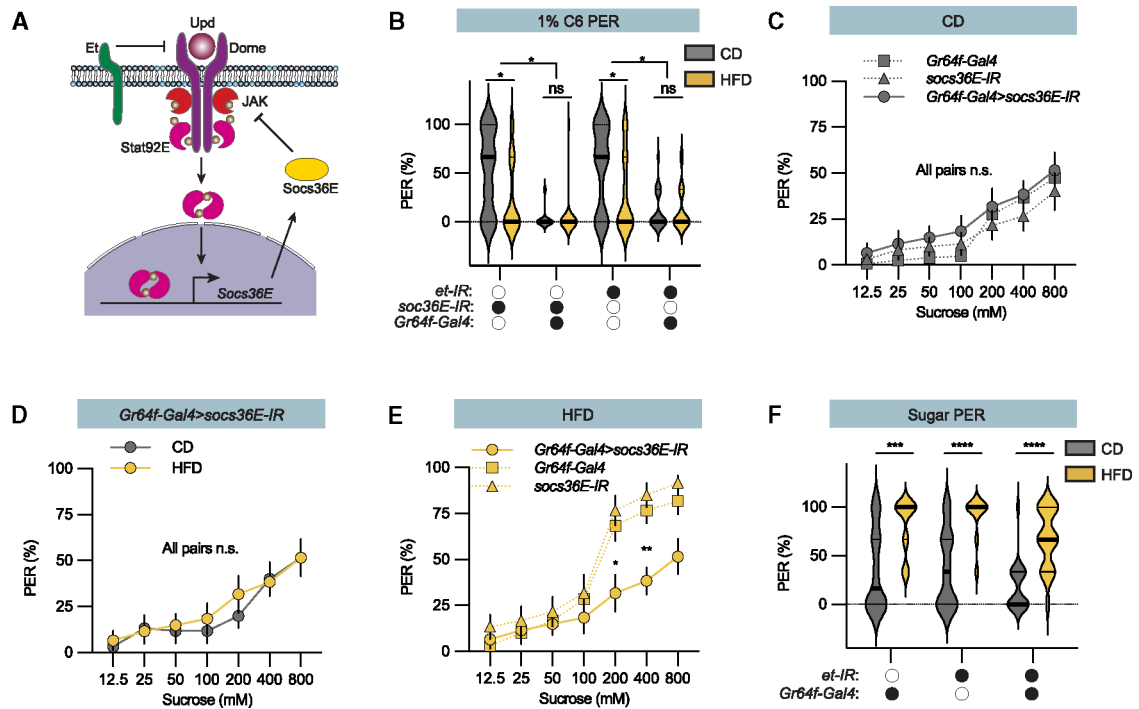 A
Upd
Et
Dome
JAK
Stat92E
Socs36E
Socs36E
B
1% C6 PER
CD
HFD
*
*
ns
*
*
ns
PER (%)
100
50
0
et-IR:
soc36E-IR:
Gr64f-Gal4:
C
CD
Gr64f-Gal4
socs36E-IR
Gr64f-Gal4>socs36E-IR
All pairs n.s.
PER (%)
100
75
50
25
0
12.5 25 50 100 200 400 800
Sucrose (mM)
D
Gr64f-Gal4>socs36E-IR
CD
HFD
All pairs n.s.
PER (%)
100
75
50
25
0
12.5 25 50 100 200 400 800
Sucrose (mM)
E
HFD
Gr64f-Gal4>socs36E-IR
Gr64f-Gal4
socs36E-IR
*
**
PER (%)
100
75
50
25
0
12.5 25 50 100 200 400 800
Sucrose (mM)
F
Sugar PER
CD
HFD
***
****
****
PER (%)
100
50
0
et-IR:
Gr64f-Gal4: